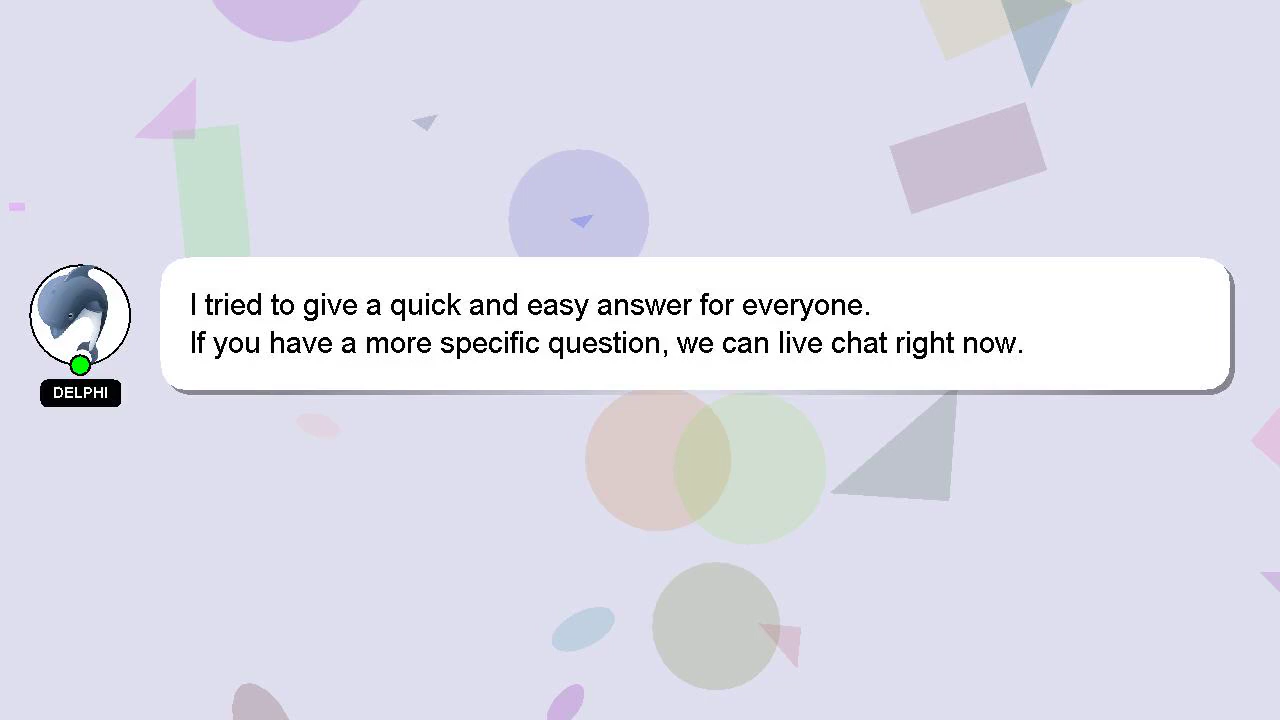 I tried to give a quick and easy answer for everyone.
If you have a more specific question, we can live chat right now.
DELPHI